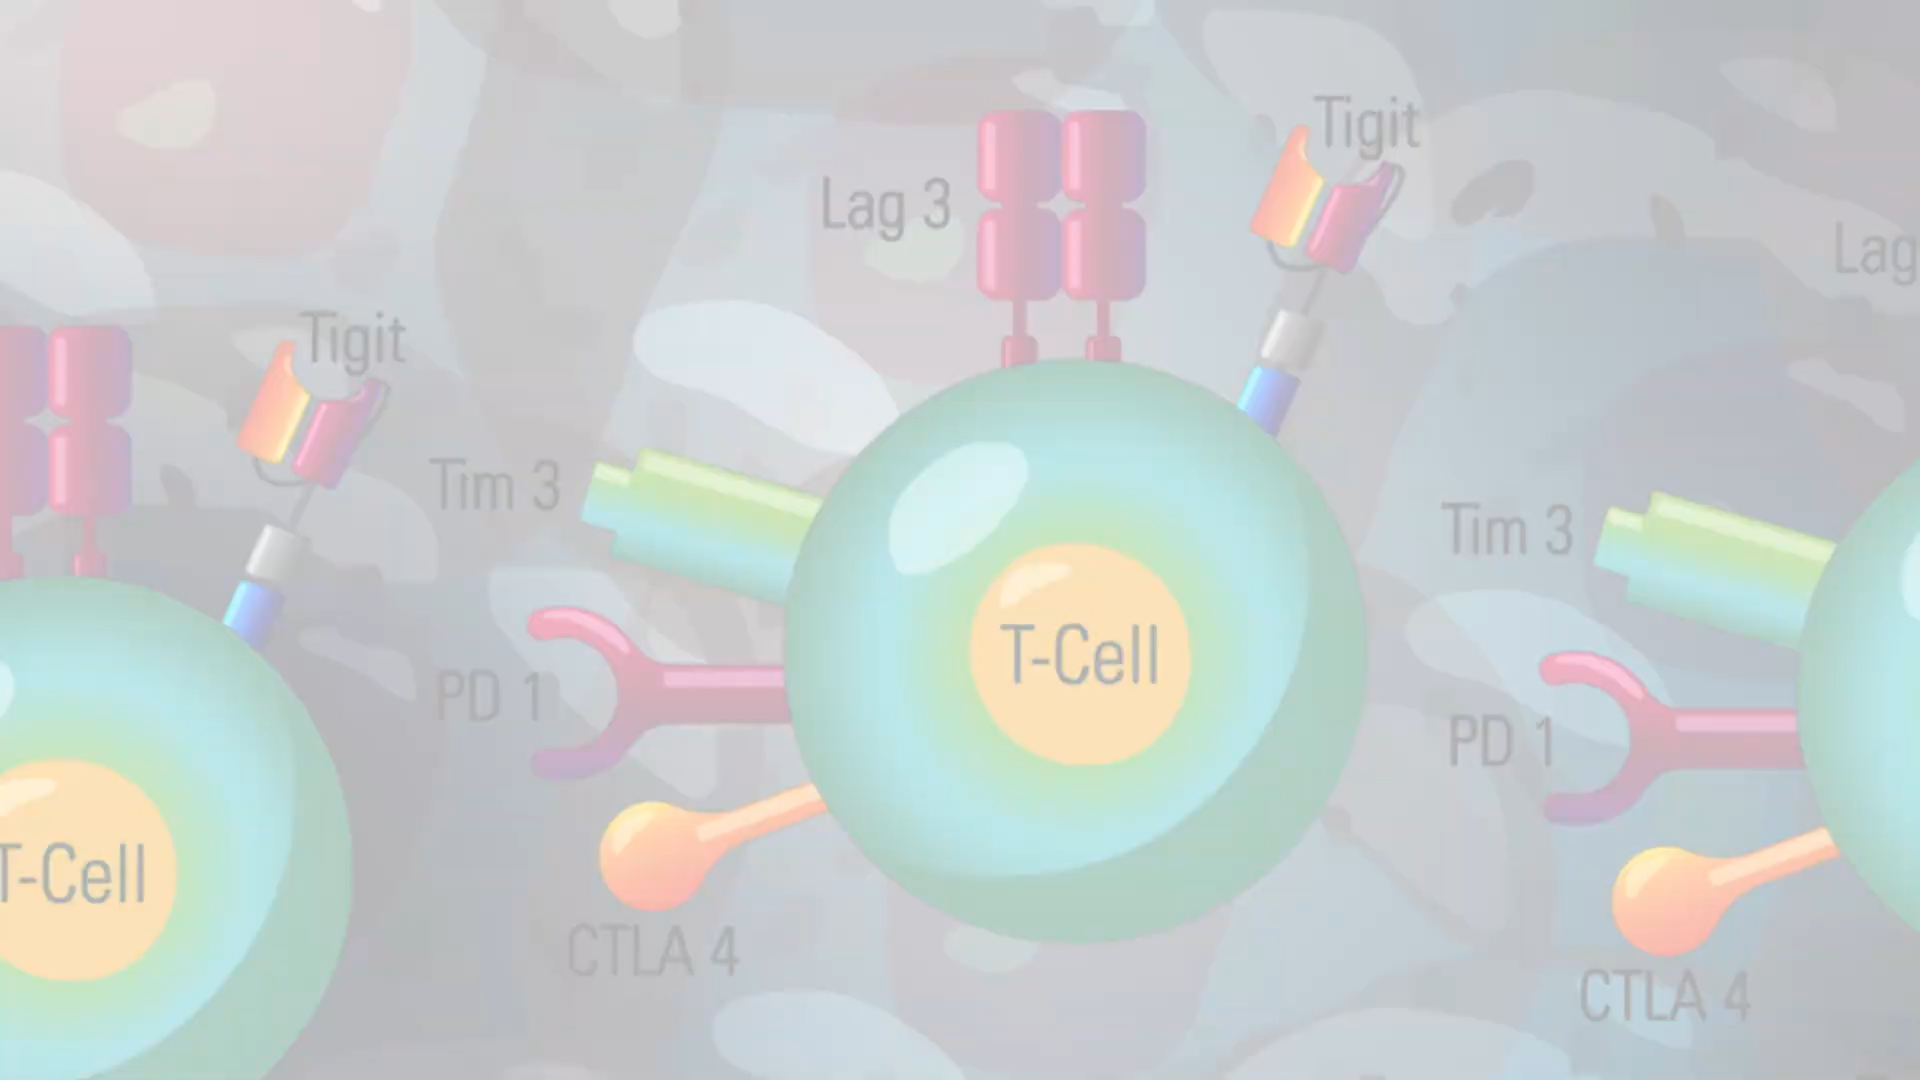 Tigit
T-Cell
Lag 3
Tigit
Tim 3
PD 1
T-Cell
CTLA 4
Lag
Tim 3
PD 1
CTLA 4